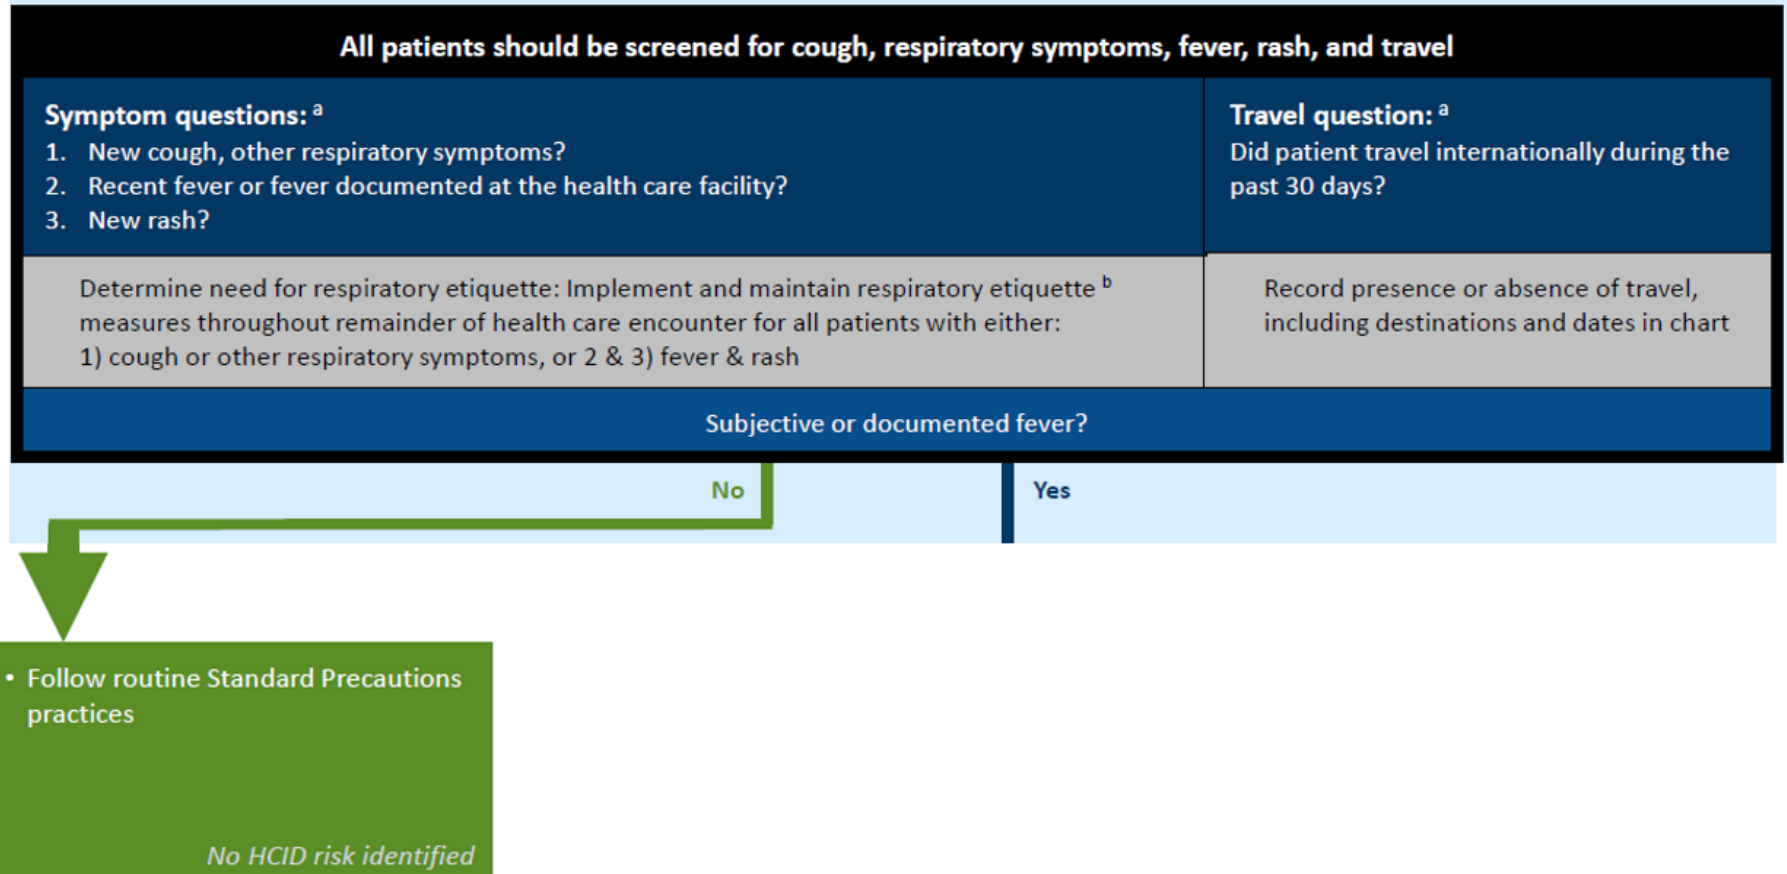 All patients should be screened for cough, respiratory symptoms, fever, rash, and travel
Symptom questions: a
1. New cough, other respiratory symptoms?
2. Recent fever or fever documented at the health care facility?
3. New rash?
Travel question: a
Did patient travel internationally during the
past 30 days?
Determine need for respiratory etiquette: Implement and maintain respiratory etiquette b
measures throughout remainder of health care encounter for all patients with either:
1) cough or other respiratory symptoms, or 2 & 3) fever & rash
Record presence or absence of travel,
including destinations and dates in chart
Subjective or documented fever?
No
Yes
• Follow routine Standard Precautions
practices
No HCID risk identified